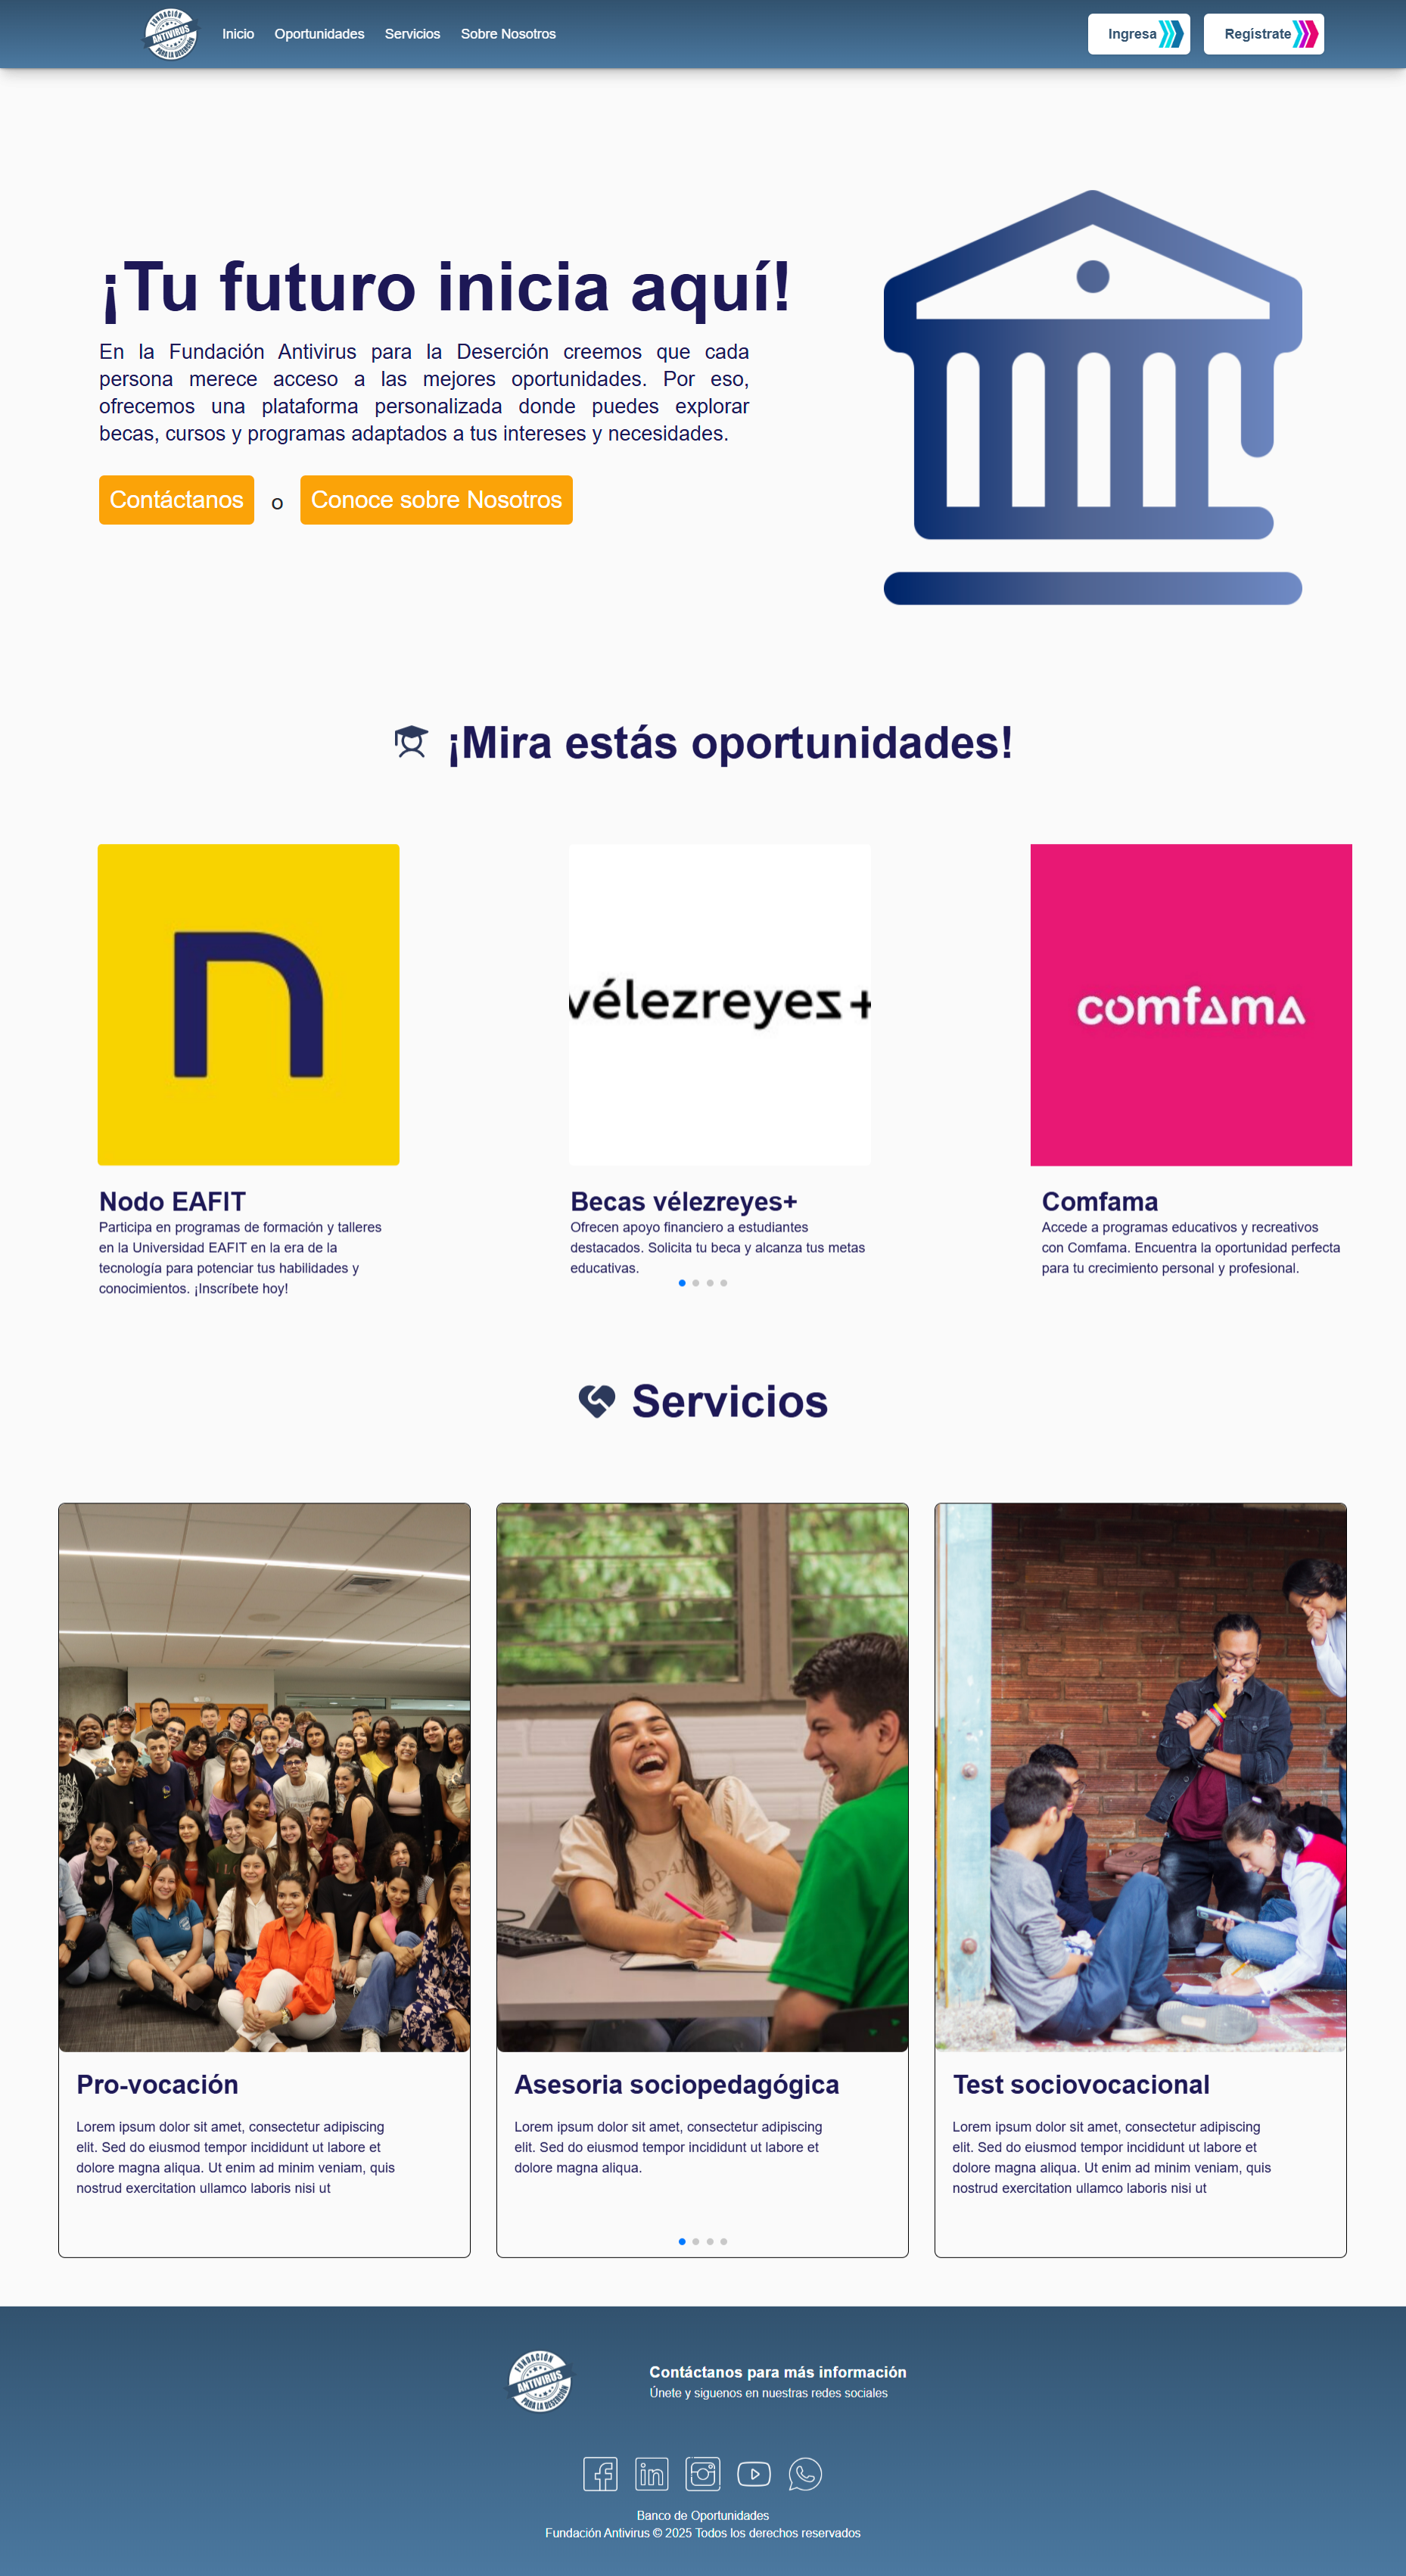 FUNDACIÓN
ANTIVIRUS
PARA LA DESERCIÓN
Inicio
Oportunidades
Servicios
Sobre Nosotros
Ingresa
Registrate
¡Tu futuro inicia aquí!
En la Fundación Antivirus para la Deserción creemos que cada
persona merece acceso a las mejores oportunidades. Por eso,
ofrecemos una plataforma personalizada donde puedes explorar
becas, cursos y programas adaptados a tus intereses y necesidades.
Contáctanos
o
Conoce sobre Nosotros
¡Mira estás oportunidades!
n
vélezreyes+
comfama
Nodo EAFIT
Participa en programas de formación y talleres
en la Universidad EAFIT en la era de la
tecnología para potenciar tus habilidades y
conocimientos. ¡Inscríbete hoy!
Becas vélezreyes+
Ofrecen apoyo financiero a estudiantes
destacados. Solicita tu beca y alcanza tus metas
educativas.
Comfama
Accede a programas educativos y recreativos
con Comfama. Encuentra la oportunidad perfecta
para tu crecimiento personal y profesional.
Servicios
Pro-vocación
Lorem ipsum dolor sit amet, consectetur adipiscing
elit. Sed do eiusmod tempor incididunt ut labore et
dolore magna aliqua. Ut enim ad minim veniam, quis
nostrud exercitation ullamco laboris nisi ut
Asesoria sociopedagógica
Lorem ipsum dolor sit amet, consectetur adipiscing
elit. Sed do eiusmod tempor incididunt ut labore et
dolore magna aliqua.
Test sociovocacional
Lorem ipsum dolor sit amet, consectetur adipiscing
elit. Sed do eiusmod tempor incididunt ut labore et
dolore magna aliqua. Ut enim ad minim veniam, quis
nostrud exercitation ullamco laboris nisi ut
FUNDACIÓN
ANTIVIRUS
PARA LA DESERCIÓN
Contáctanos para más información
Únete y siguenos en nuestras redes sociales
Banco de Oportunidades
Fundación Antivirus © 2025 Todos los derechos reservados